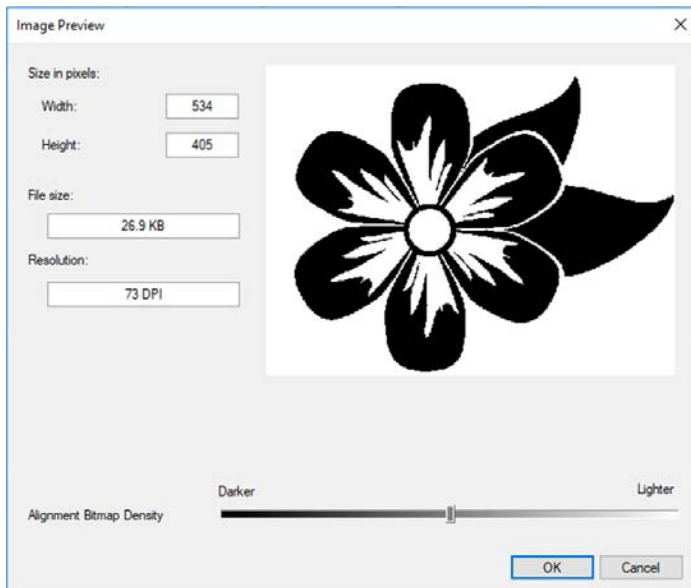 Image Preview
Size in pixels:
Width: 534
Height: 405
File size:
26.9 KB
Resolution:
73 DPI
Darker Lighter
Alignment Bitmap Density
OK Cancel